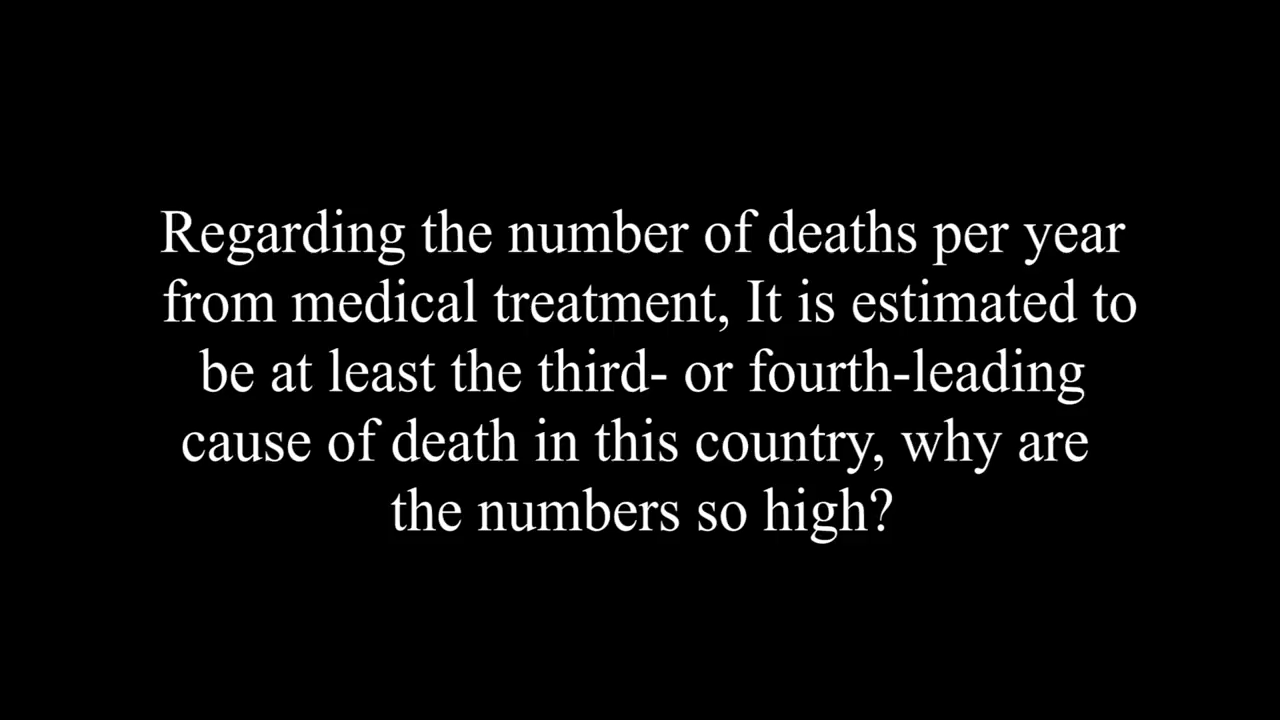 Regarding the number of deaths per year
from medical treatment, It is estimated to
be at least the third- or fourth-leading
cause of death in this country, why are
the numbers so high?